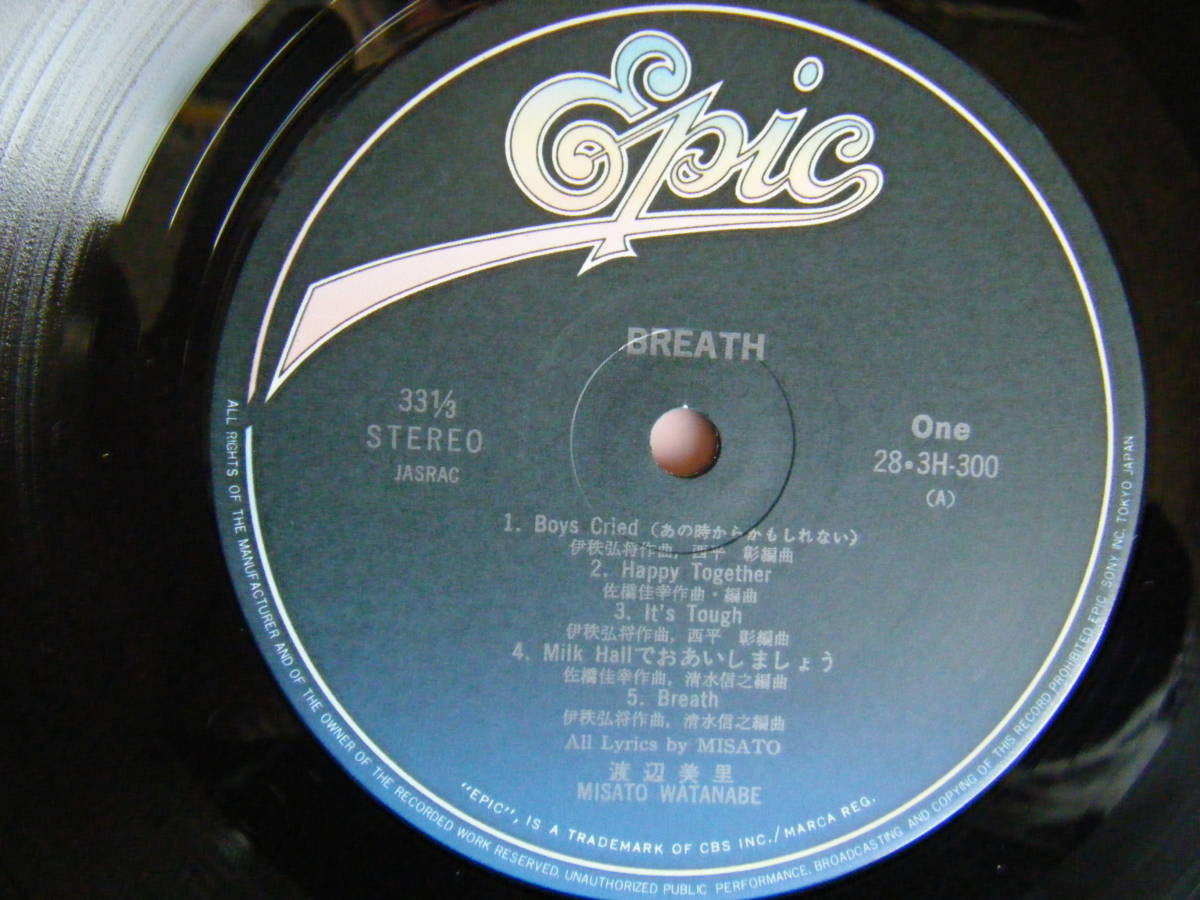 Epic
BREATH
33⅓
STEREO
JASRAC
One
28・3H-300
(A)
1. Boys Cried (あの時からかもしれない)
伊秩弘将作曲, 西平 彰編曲
2. Happy Together
佐橋佳幸作曲・編曲
3. It's Tough
伊秩弘将作曲, 西平 彰編曲
4. Milk Hallでおあいしましょう
佐橋佳幸作曲, 清水信之編曲
5. Breath
伊秩弘将作曲, 清水信之編曲
All Lyrics by MISATO
渡辺美里
MISATO WATANABE
"EPIC", IS A TRADEMARK OF CBS INC./MARCA REG.
ALL RIGHTS OF THE MANUFACTURER AND OF THE OWNER OF THE RECORDED WORK RESERVED. UNAUTHORIZED PUBLIC PERFORMANCE, BROADCASTING AND COPYING OF THIS RECORD PROHIBITED EPIC/SONY INC. TOKYO JAPAN